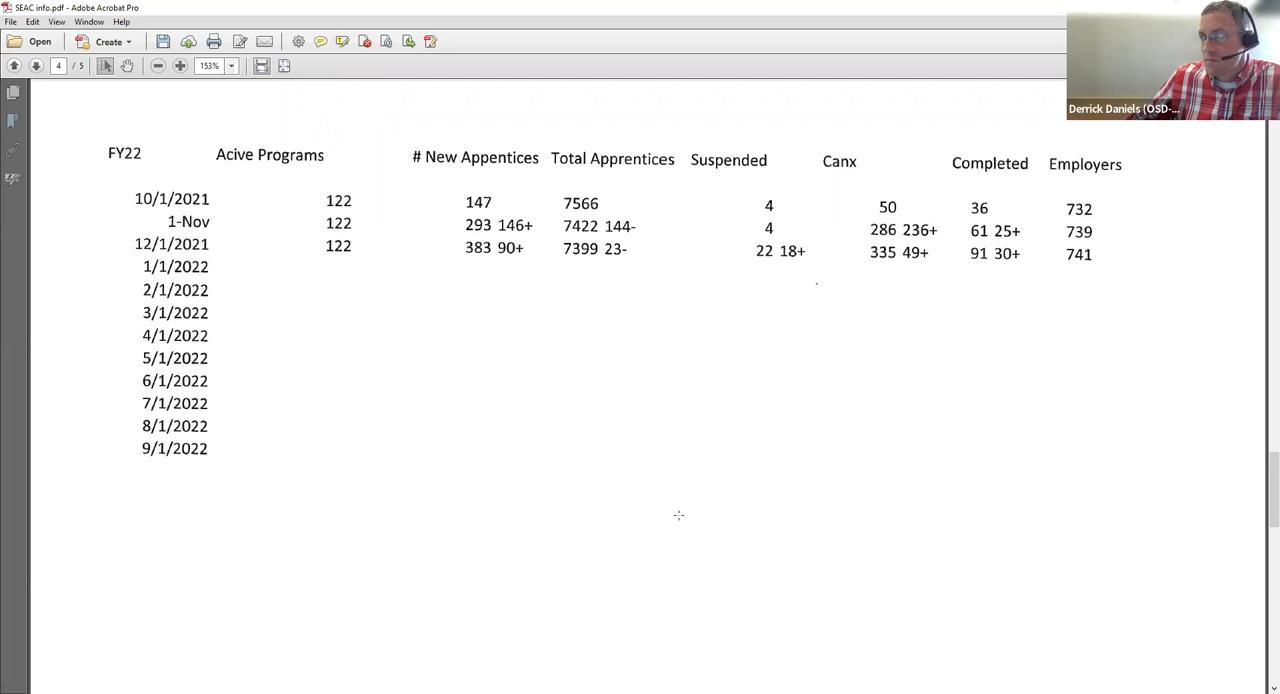 SEAC info.pdf - Adobe Acrobat Pro
File Edit View Window Help
Open Create
4 / 5 153%
Derrick Daniels (OSD-...
FY22 Acive Programs # New Appentices Total Apprentices Suspended Canx Completed Employers
10/1/2021 122 147 7566 4 50 36 732
1-Nov 122 293 146+ 7422 144- 4 286 236+ 61 25+ 739
12/1/2021 122 383 90+ 7399 23- 22 18+ 335 49+ 91 30+ 741
1/1/2022
2/1/2022
3/1/2022
4/1/2022
5/1/2022
6/1/2022
7/1/2022
8/1/2022
9/1/2022